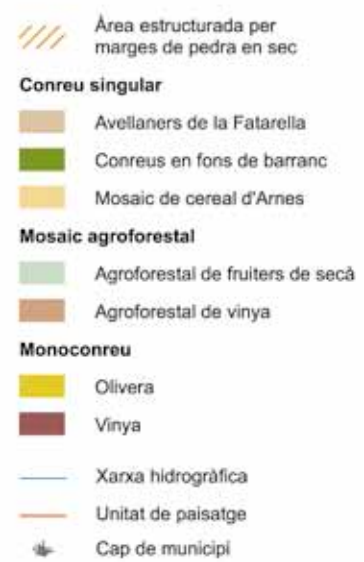 Àrea estructurada per
marges de pedra en sec
Conreu singular
Avellaners de la Fatarella
Conreus en fons de barranc
Mosaic de cereal d'Arnes
Mosaic agroforestal
Agroforestal de fruiters de secà
Agroforestal de vinya
Monoconreu
Olivera
Vinya
Xarxa hidrogràfica
Unitat de paisatge
Cap de municipi